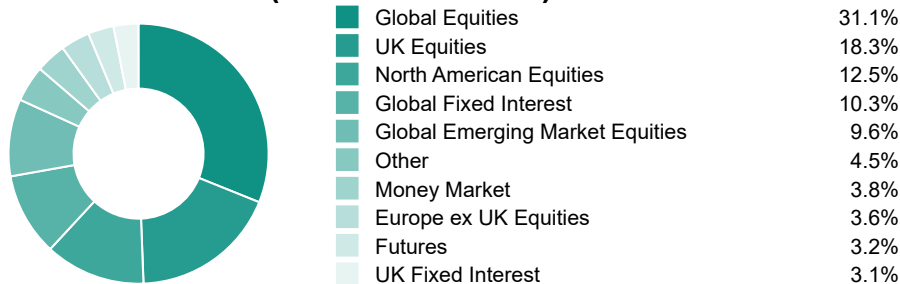 Global Equities 31.1%
UK Equities 18.3%
North American Equities 12.5%
Global Fixed Interest 10.3%
Global Emerging Market Equities 9.6%
Other 4.5%
Money Market 3.8%
Europe ex UK Equities 3.6%
Futures 3.2%
UK Fixed Interest 3.1%